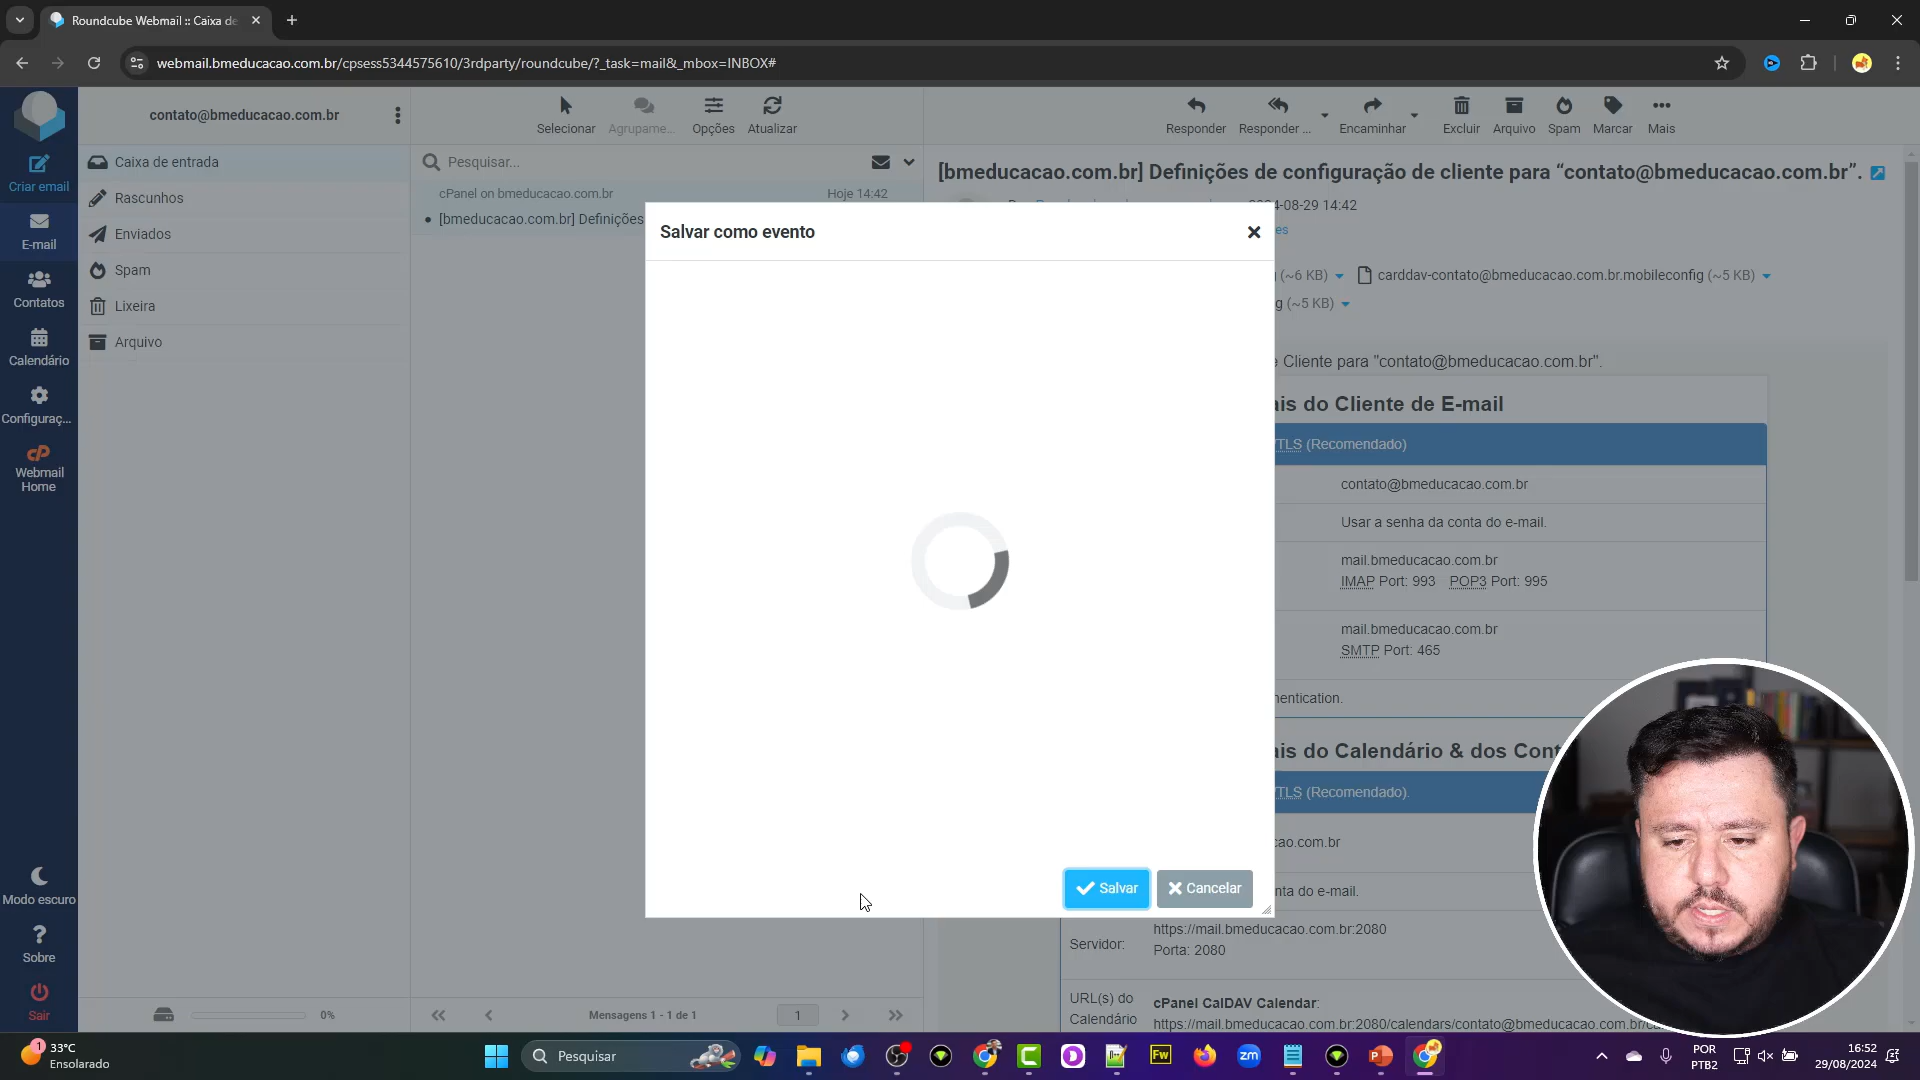 Roundcube Webmail :: Caixa de
webmail.bmeducacao.com.br/cpsess5344575610/3rdparty/roundcube/?_task=mail&_mbox=INBOX#
contato@bmeducacao.com.br
Selecionar
Agrupame...
Opções
Atualizar
Responder
Responder ...
Encaminhar
Excluir
Arquivo
Spam
Marcar
Mais
Criar email
E-mail
Contatos
Calendário
Configuraç...
cP
Webmail
Home
Modo escuro
Sobre
Sair
Caixa de entrada
Rascunhos
Enviados
Spam
Lixeira
Arquivo
0%
Pesquisar...
cPanel on bmeducacao.com.br
Hoje 14:42
[bmeducacao.com.br] Definições
Mensagens 1 - 1 de 1
1
[bmeducacao.com.br] Definições de configuração de cliente para “contato@bmeducacao.com.br”.
-08-29 14:42
es
(~6 KB)
carddav-contato@bmeducacao.com.br.mobileconfig (~5 KB)
g (~5 KB)
Salvar como evento
Salvar
Cancelar
Cliente para "contato@bmeducacao.com.br".
ais do Cliente de E-mail
/TLS (Recomendado)
contato@bmeducacao.com.br
Usar a senha da conta do e-mail.
mail.bmeducacao.com.br
IMAP Port: 993 POP3 Port: 995
mail.bmeducacao.com.br
SMTP Port: 465
hentication.
ais do Calendário & dos Cont
/TLS (Recomendado).
cao.com.br
nta do e-mail.
Servidor:
https://mail.bmeducacao.com.br:2080
Porta: 2080
URL(s) do
Calendário
cPanel CalDAV Calendar:
https://mail.bmeducacao.com.br:2080/calendars/contato@bmeducacao.com.br/ca
1
33°C
Ensolarado
Pesquisar
Fw
zm
POR
PTB2
16:52
29/08/2024